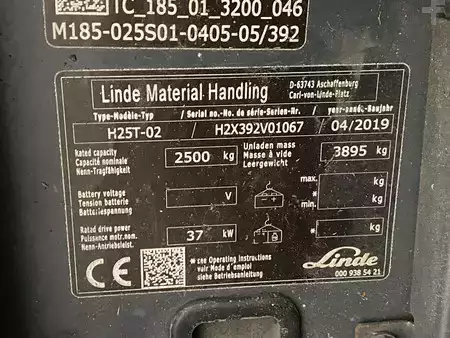 TC_185_01_3200_046
M185-025S01-0405-05/392
Linde Material Handling
D-63743 Aschaffenburg
Carl-von-Linde-Platz
Type-Modèle-Typ / Serial no.-No. de série-Serien-Nr. / year-année-Baujahr
H25T-02 / H2X392V01067 / 04/2019
Rated capacity
Capacité nominale
Nenn-Tragfähigkeit
2500 kg
Unladen mass
Masse à vide
Leergewicht
3895 kg
Battery voltage
Tension batterie
Batteriespannung
V
max. kg
* min. kg
Rated drive power
Puissance motr.nom.
Nenn-Antriebsleist.
37 kW
* kg
CE
*see Operating Instructions
voir Mode d'emploi
siehe Betriebsanleitung
Linde
000 938 54 21